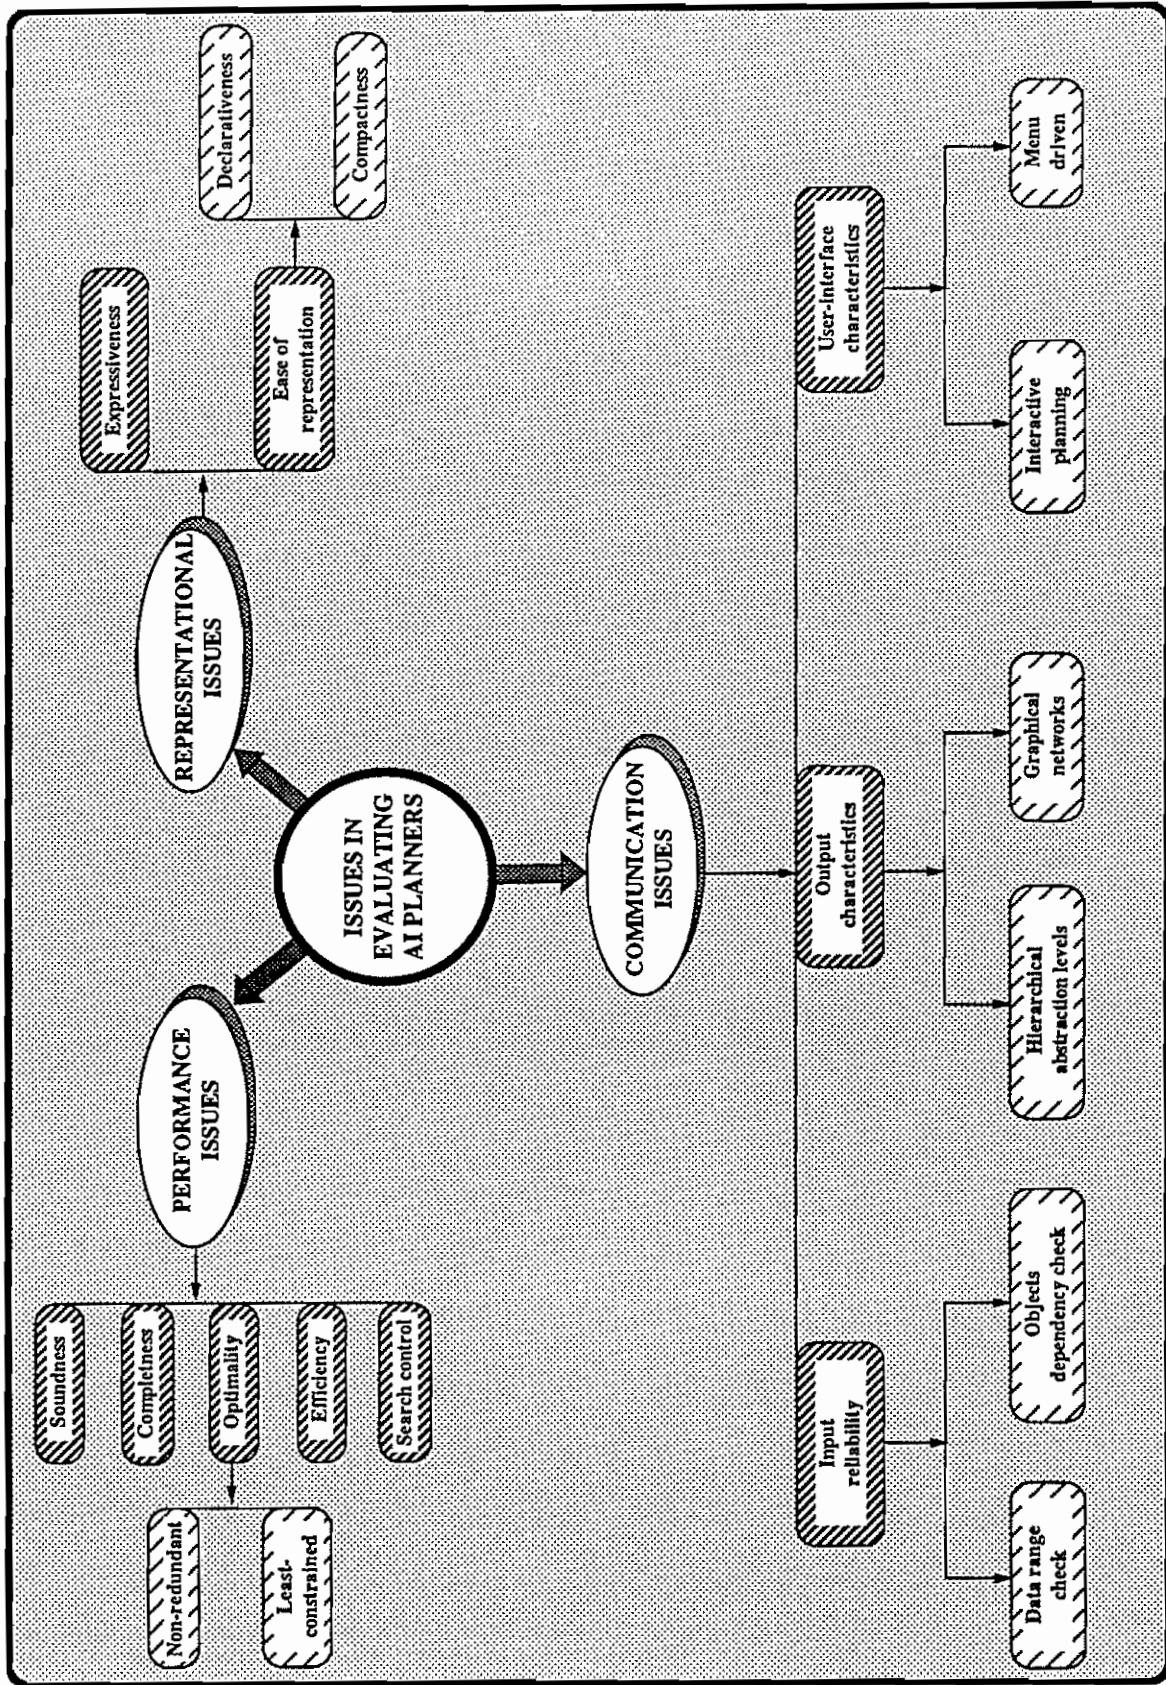 Soundness
Completness
Optimality
Efficiency
Search control
Non-redundant
Least-
constrained
PERFORMANCE
ISSUES
ISSUES IN
EVALUATING
AI PLANNERS
REPRESENTATIONAL
ISSUES
Expressiveness
Ease of
representation
Declarativeness
Compactness
COMMUNICATION
ISSUES
Input
reliability
Output
characteristics
User-interface
characteristics
Data range
check
Objects
dependency check
Hierarchical
abstraction levels
Graphical
networks
Interactive
planning
Menu
driven